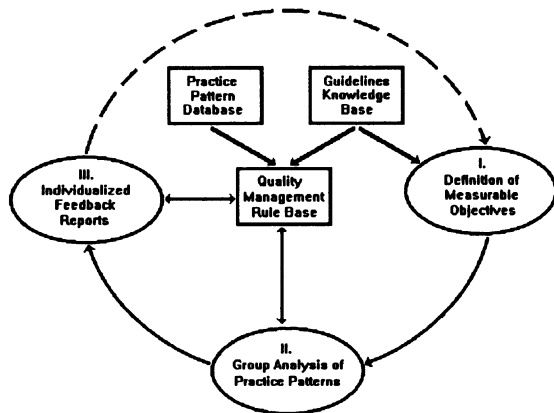 Practice
Pattern
Database
Guidelines
Knowledge
Base
III.
Individualized
Feedback
Reports
Quality
Management
Rule Base
I.
Definition of
Measurable
Objectives
II.
Group Analysis of
Practice Patterns